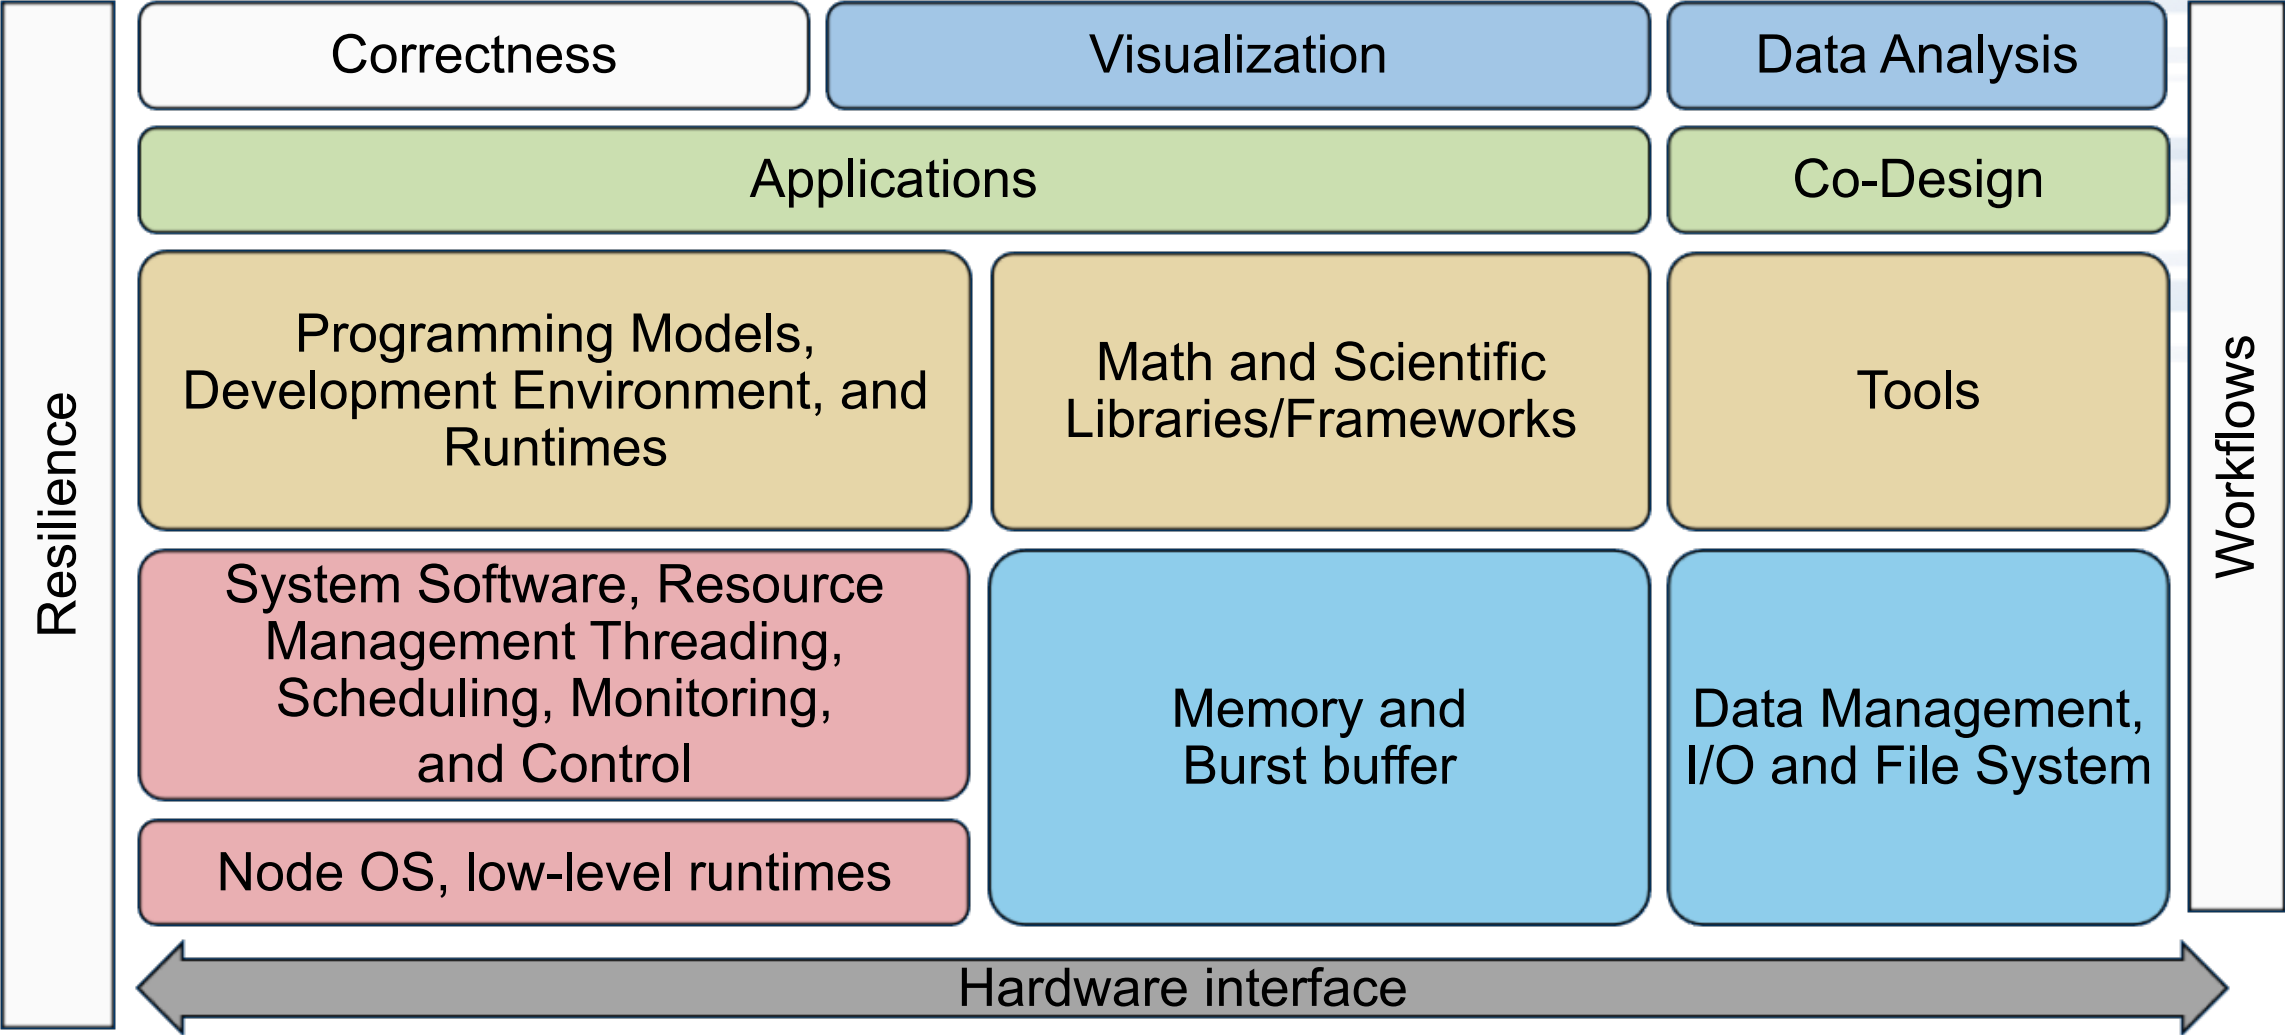 Resilience
Correctness
Visualization
Data Analysis
Applications
Co-Design
Programming Models,
Development Environment, and
Runtimes
Math and Scientific
Libraries/Frameworks
Tools
System Software, Resource
Management Threading,
Scheduling, Monitoring,
and Control
Memory and
Burst buffer
Data Management,
I/O and File System
Node OS, low-level runtimes
Workflows
Hardware interface